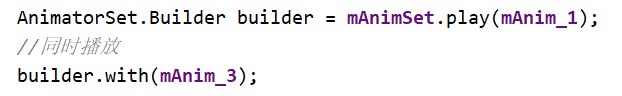 AnimatorSet.Builder builder = mAnimSet.play(mAnim_1);
//同时播放
builder.with(mAnim_3);